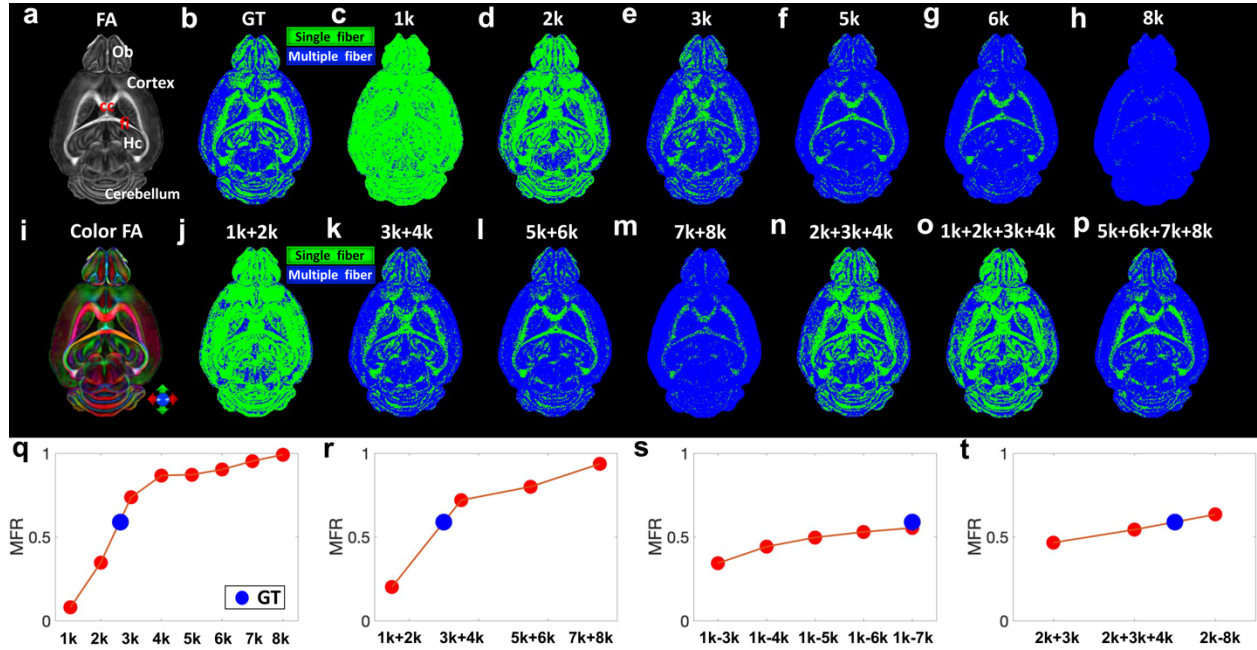 a FA b GT c 1k d 2k e 3k f 5k g 6k h 8k
Single fiber
Multiple fiber
Ob
Cortex
cc
fi
Hc
Cerebellum
i Color FA j 1k+2k k 3k+4k l 5k+6k m 7k+8k n 2k+3k+4k o 1k+2k+3k+4k p 5k+6k+7k+8k
Single fiber
Multiple fiber
q
1
0.5
0
MFR
GT
1k 2k 3k 4k 5k 6k 7k 8k
r
1
0.5
0
MFR
1k+2k 3k+4k 5k+6k 7k+8k
s
1
0.5
0
MFR
1k-3k 1k-4k 1k-5k 1k-6k 1k-7k
t
1
0.5
0
MFR
2k+3k 2k+3k+4k 2k-8k